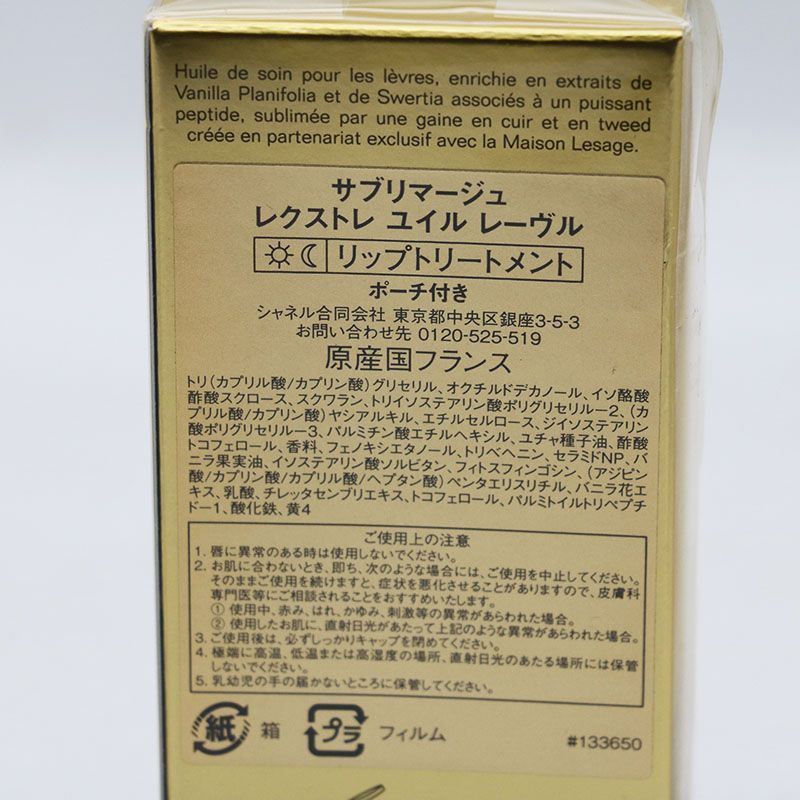 Huile de soin pour les lèvres, enrichie en extraits de
Vanilla Planifolia et de Swertia associés à un puissant
peptide, sublimée par une gaine en cuir et en tweed
créée en partenariat exclusif avec la Maison Lesage.
サブリマージュ
レクストレ ユイル レーヴル
リップトリートメント
ポーチ付き
シャネル合同会社 東京都中央区銀座3-5-3
お問い合わせ先 0120-525-519
原産国フランス
トリ(カプリル酸/カプリン酸)グリセリル、オクチルドデカノール、イソ酪酸
酢酸スクロース、スクワラン、トリイソステアリン酸ポリグリセリル-2、(カ
プリル酸/カプリン酸)ヤシアルキル、エチルセルロース、ジイソステアリン
酸ポリグリセリル-3、パルミチン酸エチルヘキシル、ユチャ種子油、酢酸
トコフェロール、香料、フェノキシエタノール、トリベヘニン、セラミドNP、バ
ニラ果実油、イソステアリン酸ソルビタン、フィトスフィンゴシン、(アジピン
酸/カプリン酸/カプリル酸/ヘプタン酸)ペンタエリスリチル、バニラ花エ
キス、乳酸、チレッタセンブリエキス、トコフェロール、パルミトイルトリペプチ
ド-1、酸化鉄、黄4
ご使用上の注意
1. 唇に異常のある時は使用しないでください。
2. お肌に合わないとき、即ち、次のような場合には、ご使用を中止してください。
そのままご使用を続けますと、症状を悪化させることがありますので、皮膚科
専門医等にご相談されることをおすすめいたします。
① 使用中、赤み、はれ、かゆみ、刺激等の異常があらわれた場合。
② 使用したお肌に、直射日光があたって上記のような異常があらわれた場合。
3. ご使用後は、必ずしっかりキャップを閉めてください。
4. 極端に高温、低温または高湿度の場所、直射日光のあたる場所には保管
しないでください。
5. 乳幼児の手の届かないところに保管してください。
紙 箱 プラ フィルム #133650